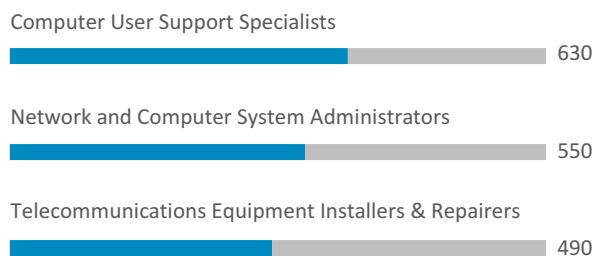 Computer User Support Specialists
630
Network and Computer System Administrators
550
Telecommunications Equipment Installers & Repairers
490